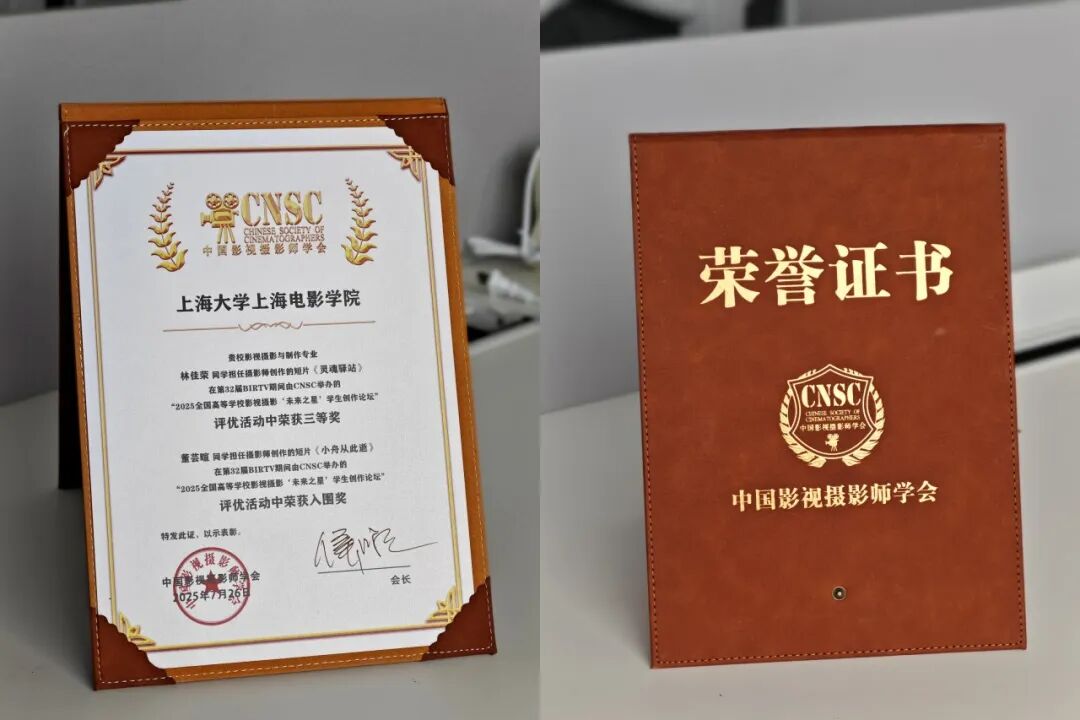 CNSC
CHINESE SOCIETY OF
CINEMATOGRAPHERS
中国影视摄影师学会
上海大学上海电影学院
贵校影视摄影与制作专业
林佳荣 同学担任摄影师创作的短片《灵魂驿站》
在第32届BIRTV期间由CNSC举办的
“2025全国高等学校影视摄影‘未来之星’学生创作论坛”
评优活动中荣获三等奖
董芸暄 同学担任摄影师创作的短片《小舟从此逝》
在第32届BIRTV期间由CNSC举办的
“2025全国高等学校影视摄影‘未来之星’学生创作论坛”
评优活动中荣获入围奖
特发此证，以示表彰。
中国影视摄影师学会
2025年7月26日
会长
中国影视摄影师学会
荣誉证书
CNSC
CHINESE SOCIETY OF
CINEMATOGRAPHERS
中国影视摄影师学会
中国影视摄影师学会